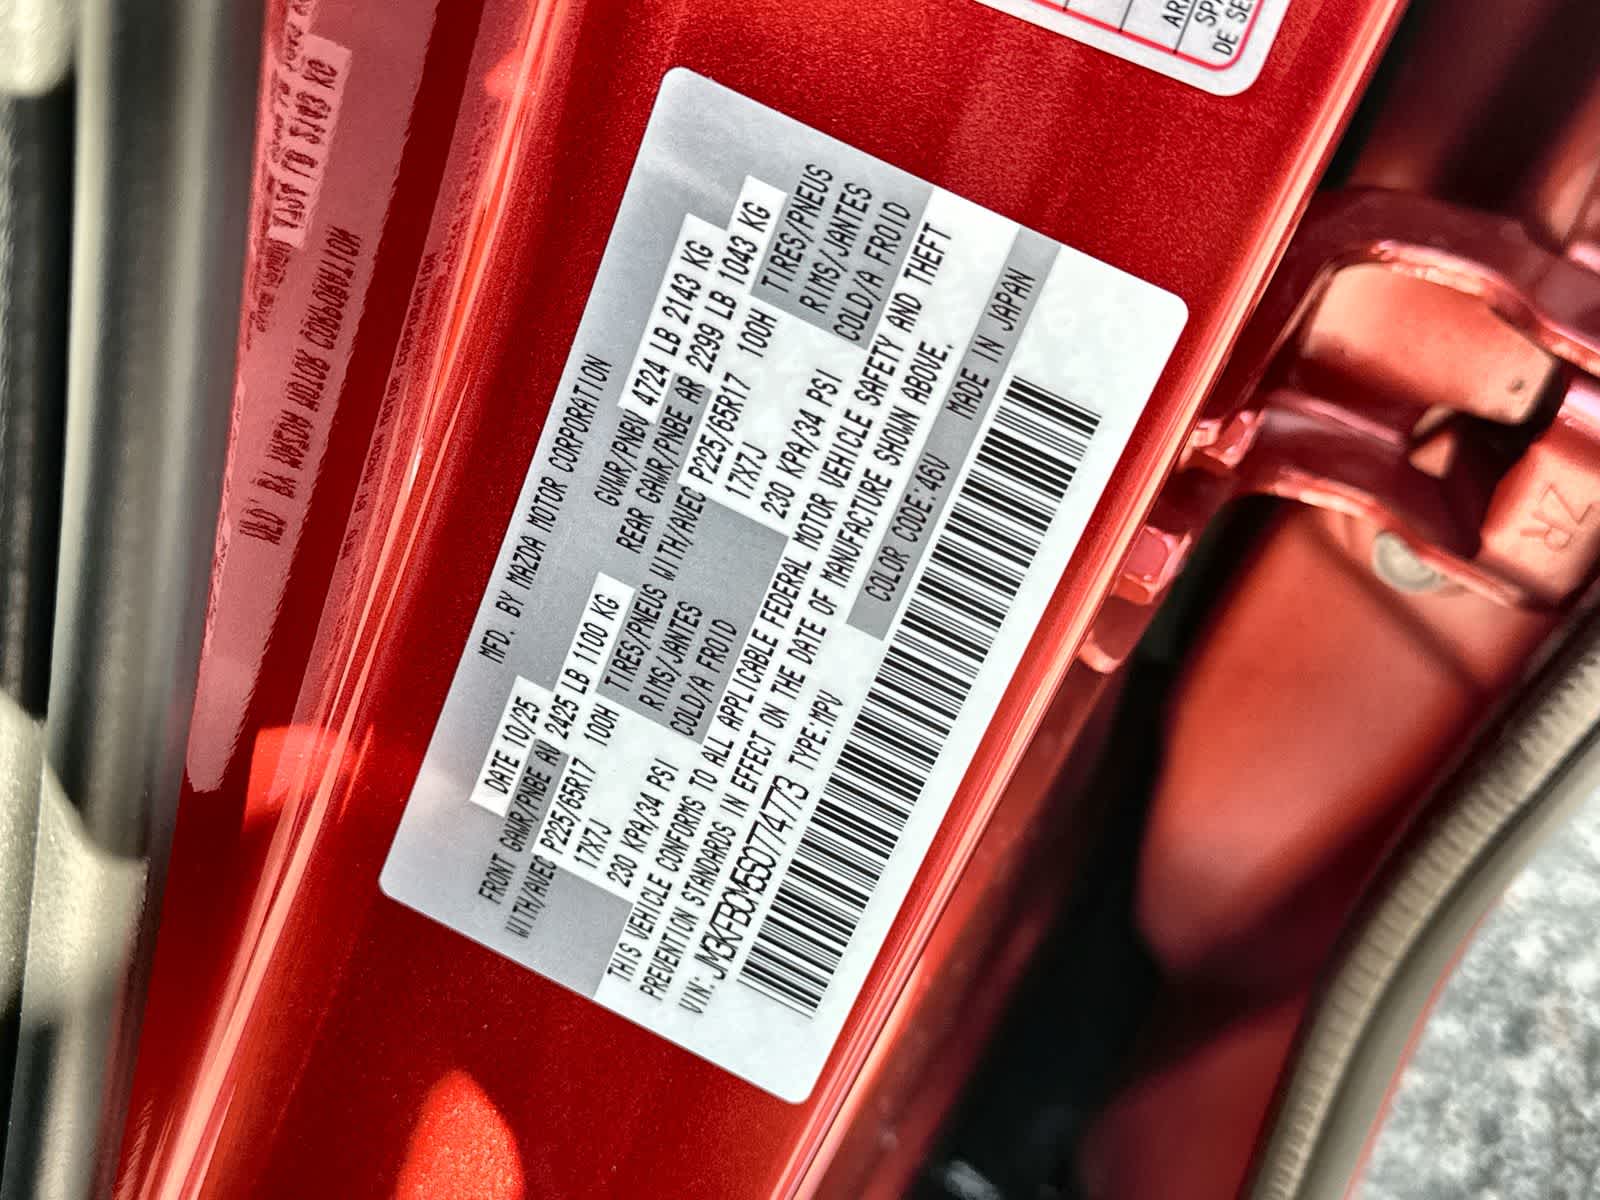 MFD. BY MAZDA MOTOR CORPORATION
DATE 10/25 GVWR/PNBV 4724 LB 2143 KG
FRONT GAWR/PNBE AV 2425 LB 1100 KG REAR GAWR/PNBE AR 2299 LB 1043 KG
WITH/AVEC P225/65R17 100H TIRES/PNEUS WITH/AVEC P225/65R17 100H TIRES/PNEUS
17X7J RIMS/JANTES 17X7J RIMS/JANTES
230 KPA/34 PSI COLD/A FROID 230 KPA/34 PSI COLD/A FROID
THIS VEHICLE CONFORMS TO ALL APPLICABLE FEDERAL MOTOR VEHICLE SAFETY AND THEFT
PREVENTION STANDARDS IN EFFECT ON THE DATE OF MANUFACTURE SHOWN ABOVE.
VIN: JM3KFBCM5S0774773 TYPE:MPV COLOR CODE:46V MADE IN JAPAN
DE SE
ZR